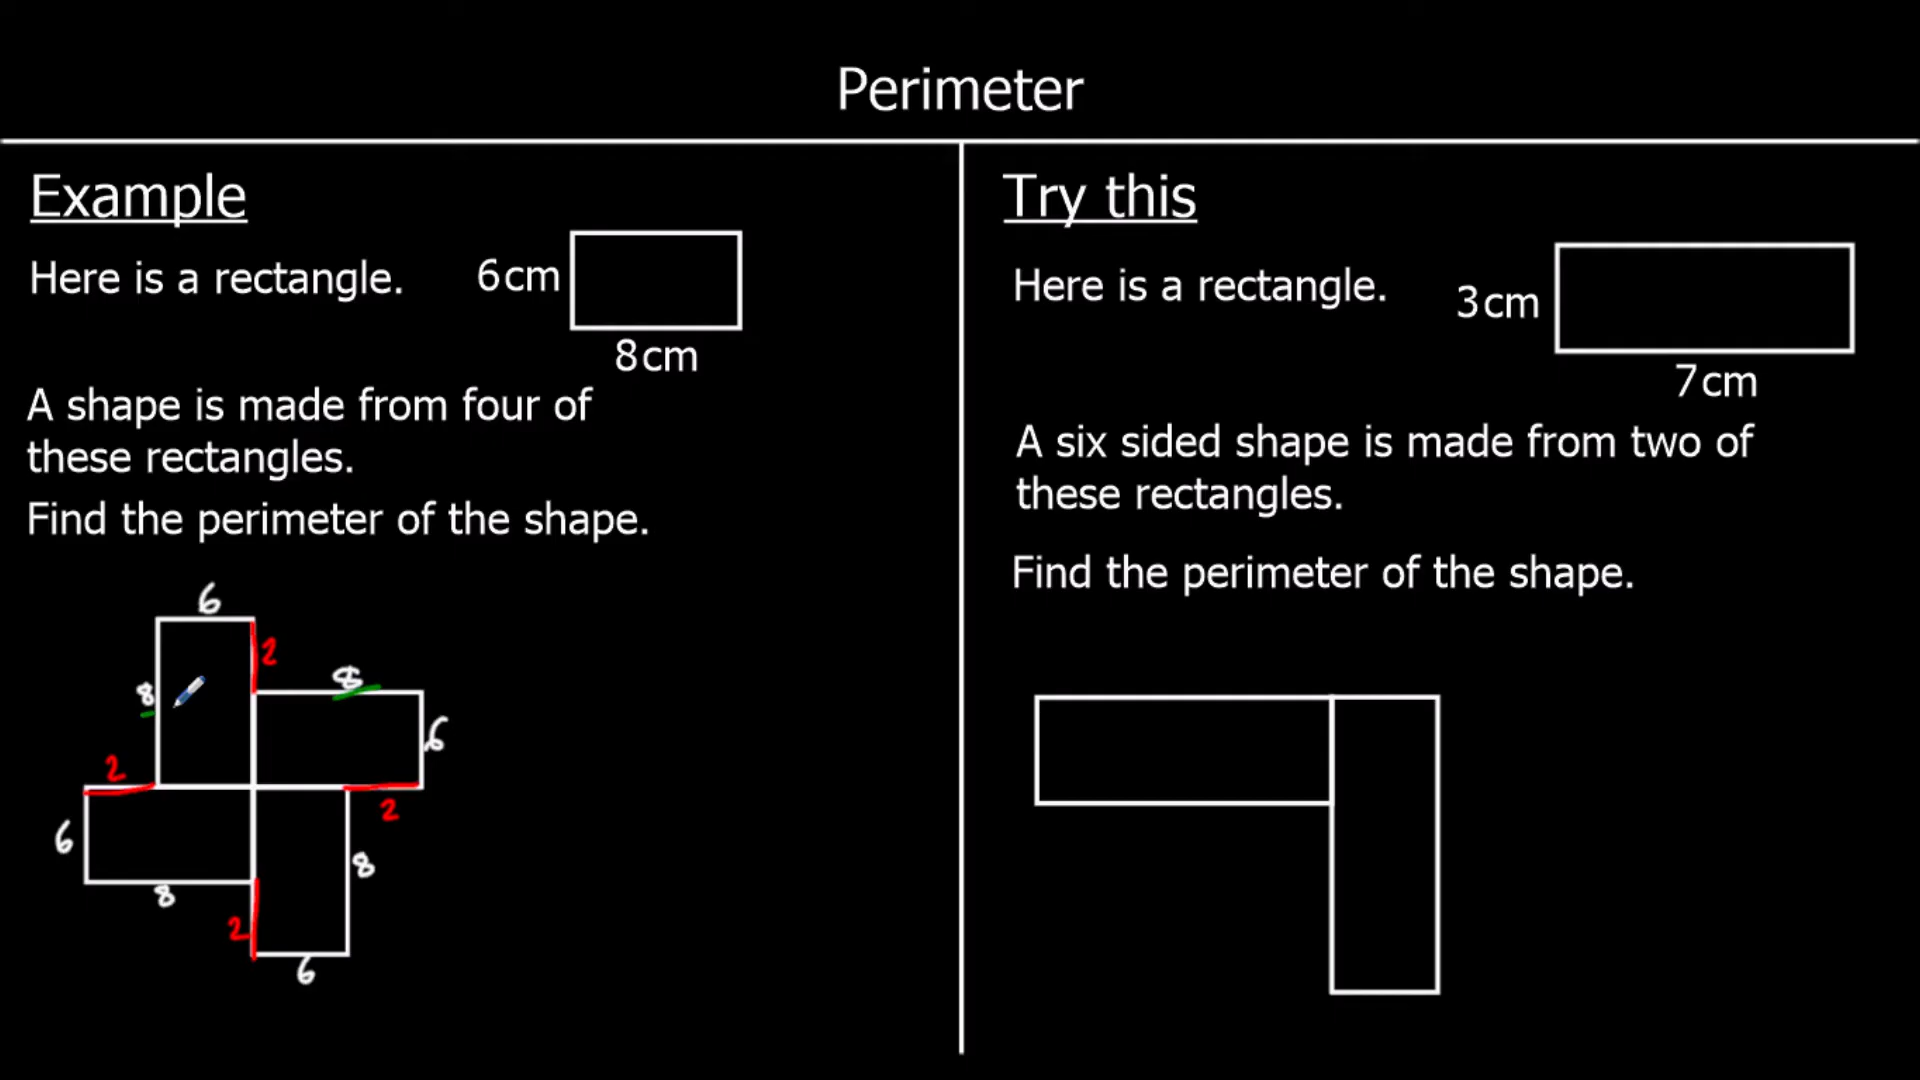 Perimeter
Example
Here is a rectangle.
6cm
8cm
A shape is made from four of
these rectangles.
Find the perimeter of the shape.
6
2
8
8
6
2
2
6
8
8
2
6
Try this
Here is a rectangle.
3cm
7cm
A six sided shape is made from two of
these rectangles.
Find the perimeter of the shape.